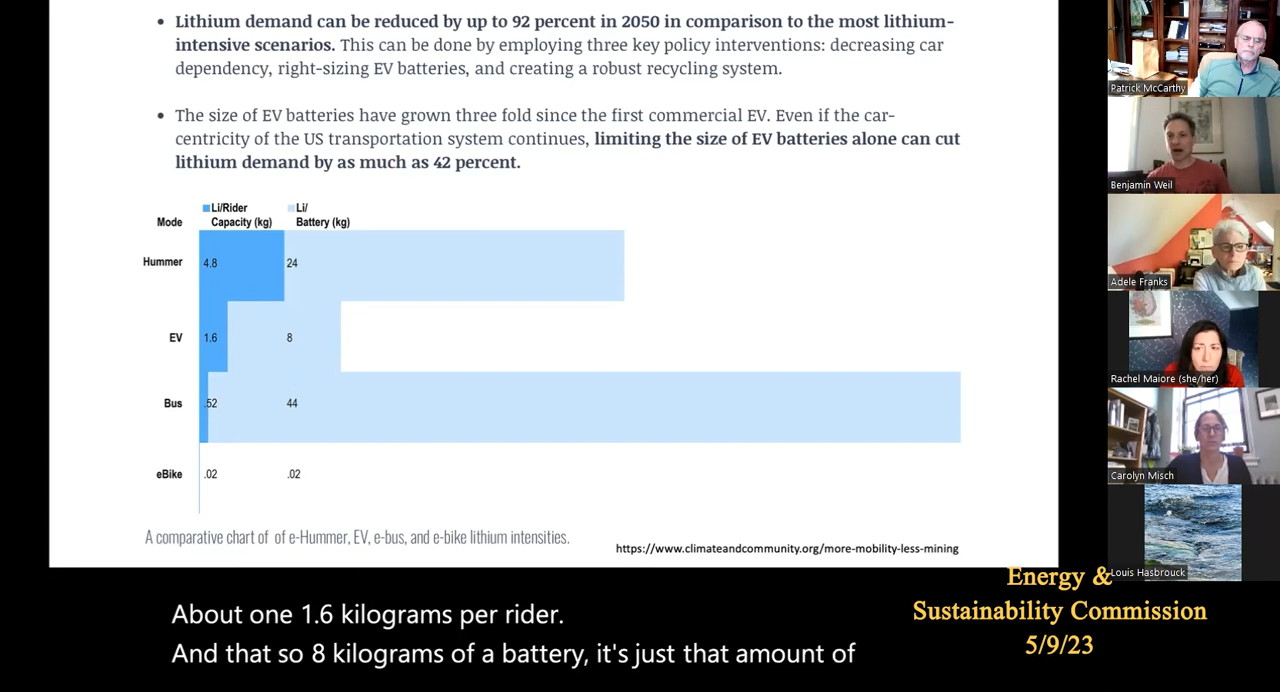 • Lithium demand can be reduced by up to 92 percent in 2050 in comparison to the most lithium-
intensive scenarios. This can be done by employing three key policy interventions: decreasing car
dependency, right-sizing EV batteries, and creating a robust recycling system.
• The size of EV batteries have grown three fold since the first commercial EV. Even if the car-
centricity of the US transportation system continues, limiting the size of EV batteries alone can cut
lithium demand by as much as 42 percent.
Mode Li/Rider Capacity (kg) Li/ Battery (kg)
Hummer 4.8 24
EV 1.6 8
Bus .52 44
eBike .02 .02
A comparative chart of of e-Hummer, EV, e-bus, and e-bike lithium intensities.
https://www.climateandcommunity.org/more-mobility-less-mining
Patrick McCarthy
Benjamin Weil
Adele Franks
Rachel Maiore (she/her)
Carolyn Misch
Louis Hasbrouck
Energy &
Sustainability Commission
5/9/23
About one 1.6 kilograms per rider.
And that so 8 kilograms of a battery, it's just that amount of